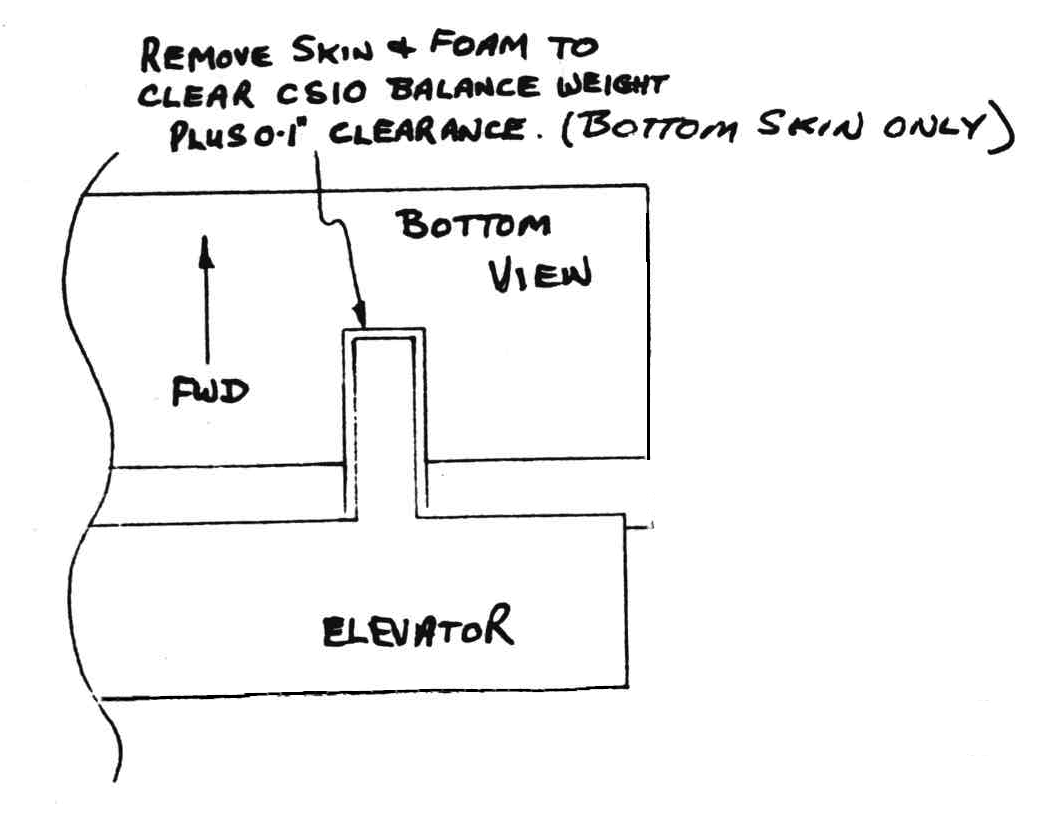 REMOVE SKIN & FOAM TO
CLEAR CS10 BALANCE WEIGHT
PLUS 0.1" CLEARANCE. (BOTTOM SKIN ONLY)
BOTTOM
VIEW
FWD
ELEVATOR